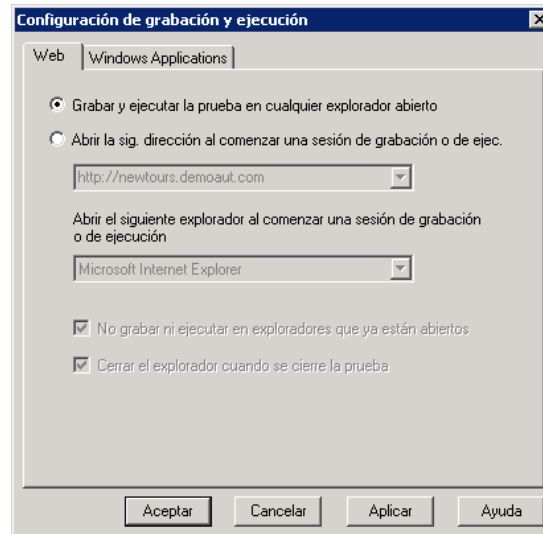 Configuración de grabación y ejecución
Web
Windows Applications
Grabar y ejecutar la prueba en cualquier explorador abierto
Abrir la sig. dirección al comenzar una sesión de grabación o de ejec.
http://newtours.demoaut.com
Abrir el siguiente explorador al comenzar una sesión de grabación
o de ejecución
Microsoft Internet Explorer
No grabar ni ejecutar en exploradores que ya están abiertos
Cerrar el explorador cuando se cierre la prueba
Aceptar
Cancelar
Aplicar
Ayuda